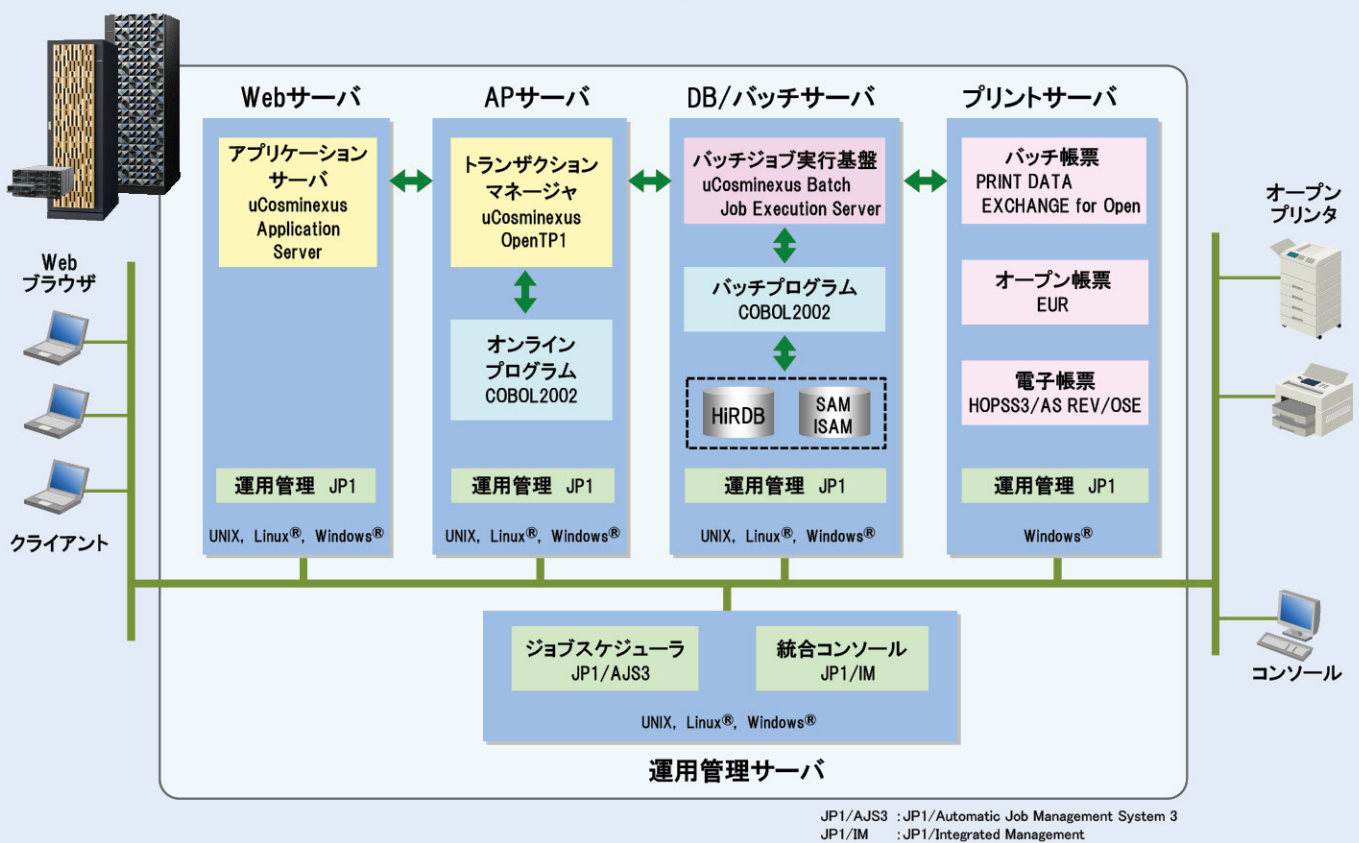 Webサーバ
アプリケーション
サーバ
uCosminexus
Application
Server
運用管理 JP1
UNIX, Linux®, Windows®
APサーバ
トランザクション
マネージャ
uCosminexus
OpenTP1
オンライン
プログラム
COBOL2002
運用管理 JP1
UNIX, Linux®, Windows®
DB/バッチサーバ
バッチジョブ実行基盤
uCosminexus Batch
Job Execution Server
バッチプログラム
COBOL2002
HiRDB
SAM
ISAM
運用管理 JP1
UNIX, Linux®, Windows®
プリントサーバ
バッチ帳票
PRINT DATA
EXCHANGE for Open
オープン帳票
EUR
電子帳票
HOPSS3/AS REV/OSE
運用管理 JP1
Windows®
Web
ブラウザ
クライアント
オープン
プリンタ
コンソール
ジョブスケジューラ
JP1/AJS3
統合コンソール
JP1/IM
UNIX, Linux®, Windows®
運用管理サーバ
JP1/AJS3 :JP1/Automatic Job Management System 3
JP1/IM :JP1/Integrated Management